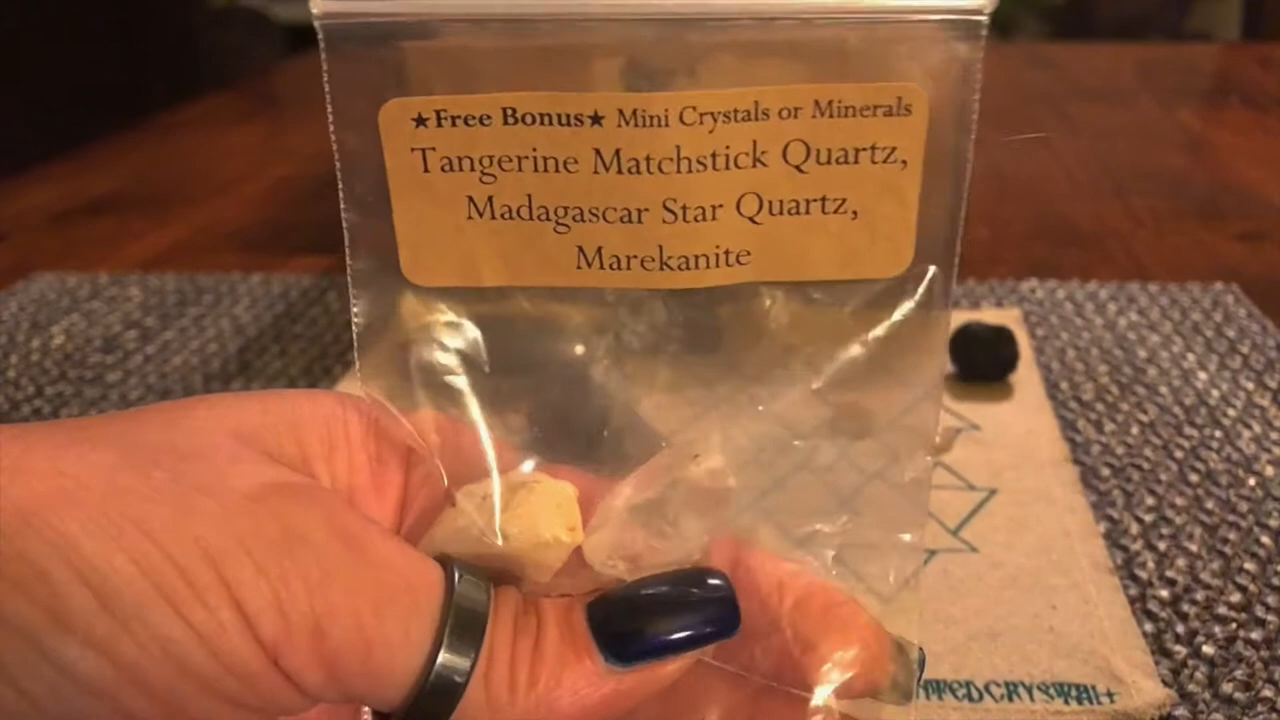 ★Free Bonus★ Mini Crystals or Minerals
Tangerine Matchstick Quartz,
Madagascar Star Quartz,
Marekanite